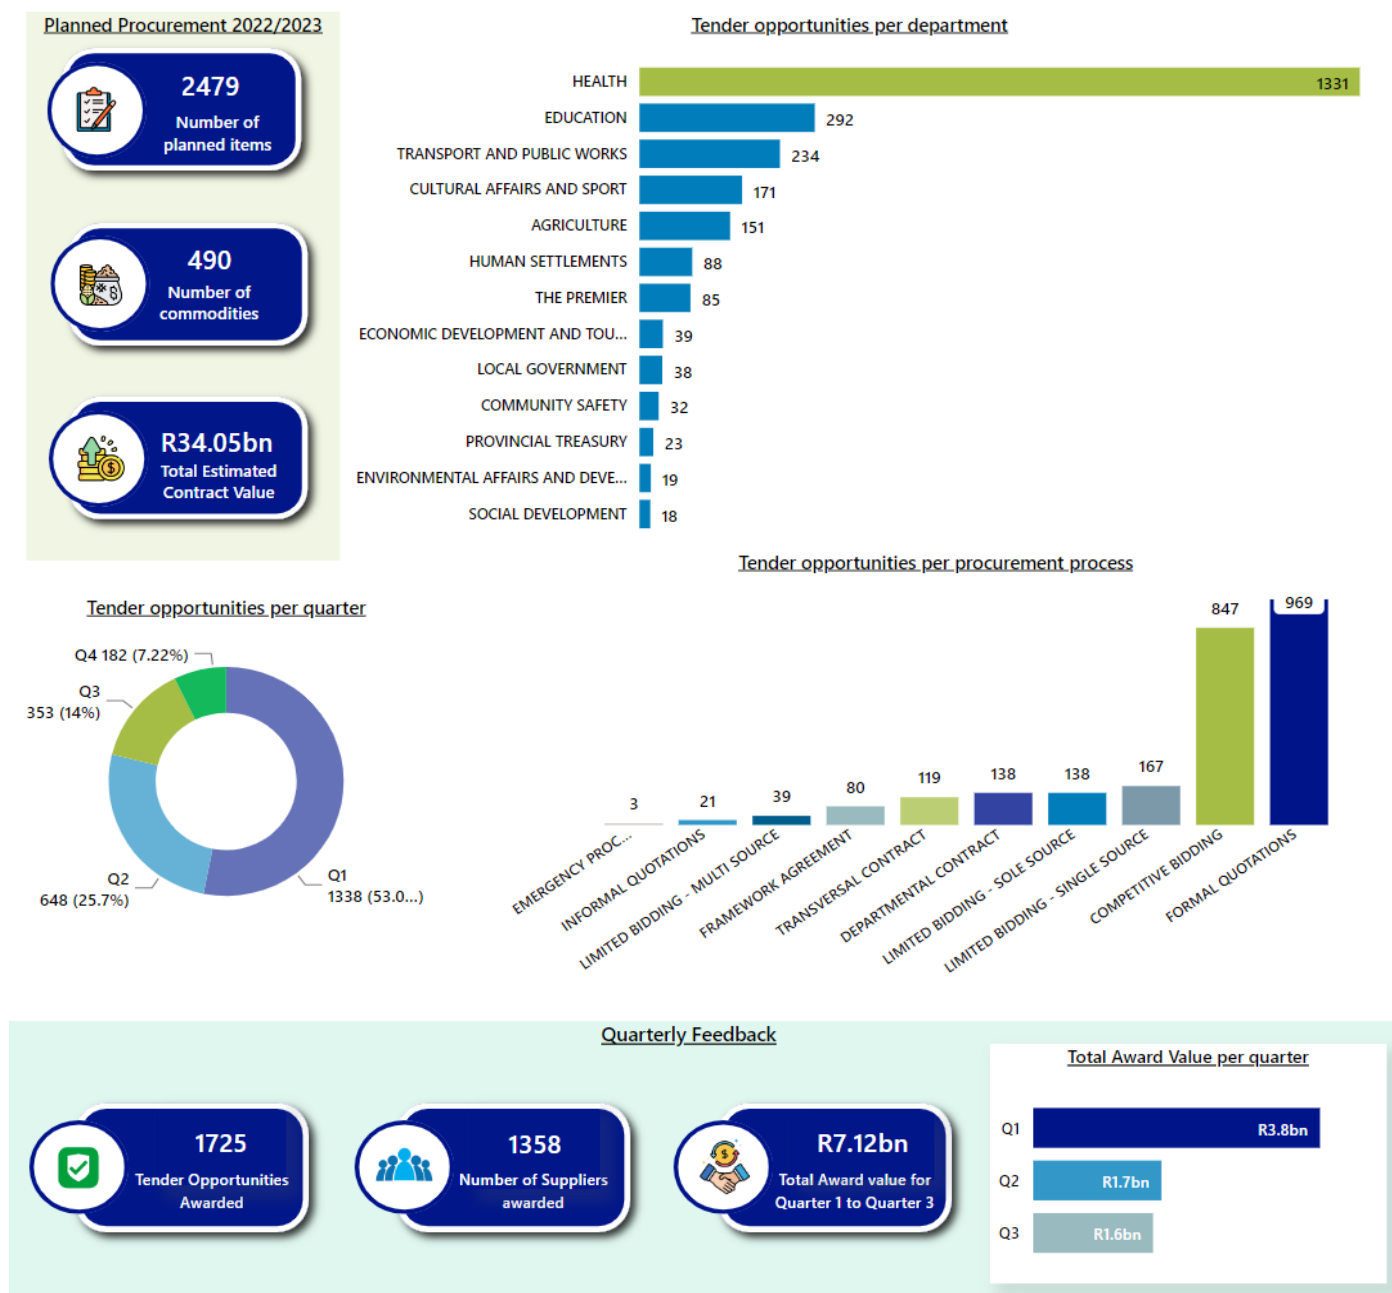 Planned Procurement 2022/2023
2479
Number of
planned items
490
Number of
commodities
R34.05bn
Total Estimated
Contract Value
Tender opportunities per department
HEALTH 1331
EDUCATION 292
TRANSPORT AND PUBLIC WORKS 234
CULTURAL AFFAIRS AND SPORT 171
AGRICULTURE 151
HUMAN SETTLEMENTS 88
THE PREMIER 85
ECONOMIC DEVELOPMENT AND TOU... 39
LOCAL GOVERNMENT 38
COMMUNITY SAFETY 32
PROVINCIAL TREASURY 23
ENVIRONMENTAL AFFAIRS AND DEVE... 19
SOCIAL DEVELOPMENT 18
Tender opportunities per quarter
Q4 182 (7.22%)
Q3
353 (14%)
Q2
648 (25.7%)
Q1
1338 (53.0...)
Tender opportunities per procurement process
3
21
39
80
119
138
138
167
847
969
EMERGENCY PROC...
INFORMAL QUOTATIONS
LIMITED BIDDING - MULTI SOURCE
FRAMEWORK AGREEMENT
TRANSVERSAL CONTRACT
DEPARTMENTAL CONTRACT
LIMITED BIDDING - SOLE SOURCE
LIMITED BIDDING - SINGLE SOURCE
COMPETITIVE BIDDING
FORMAL QUOTATIONS
Quarterly Feedback
1725
Tender Opportunities
Awarded
1358
Number of Suppliers
awarded
R7.12bn
Total Award value for
Quarter 1 to Quarter 3
Total Award Value per quarter
Q1 R3.8bn
Q2 R1.7bn
Q3 R1.6bn